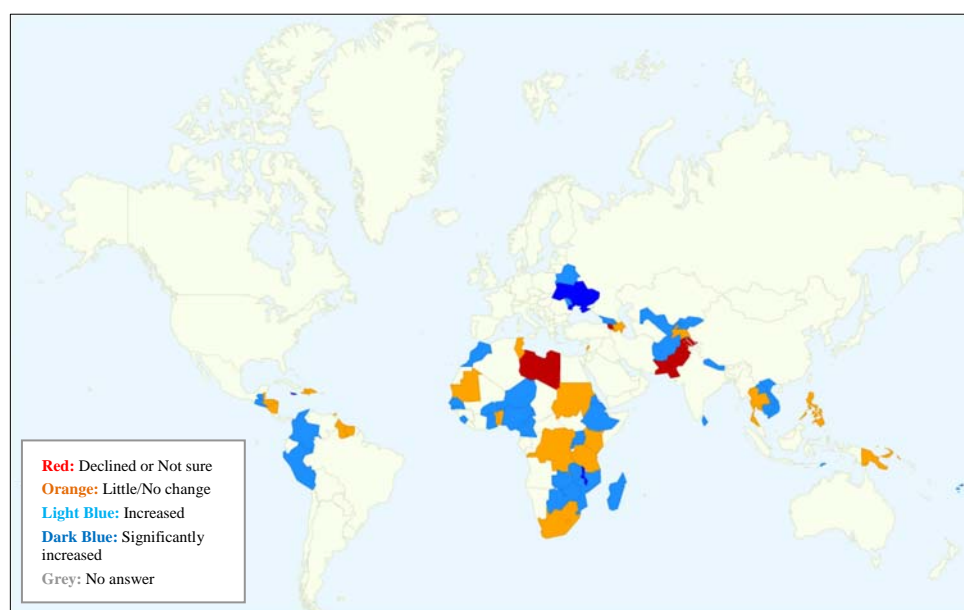 Red: Declined or Not sure
Orange: Little/No change
Light Blue: Increased
Dark Blue: Significantly
increased
Grey: No answer